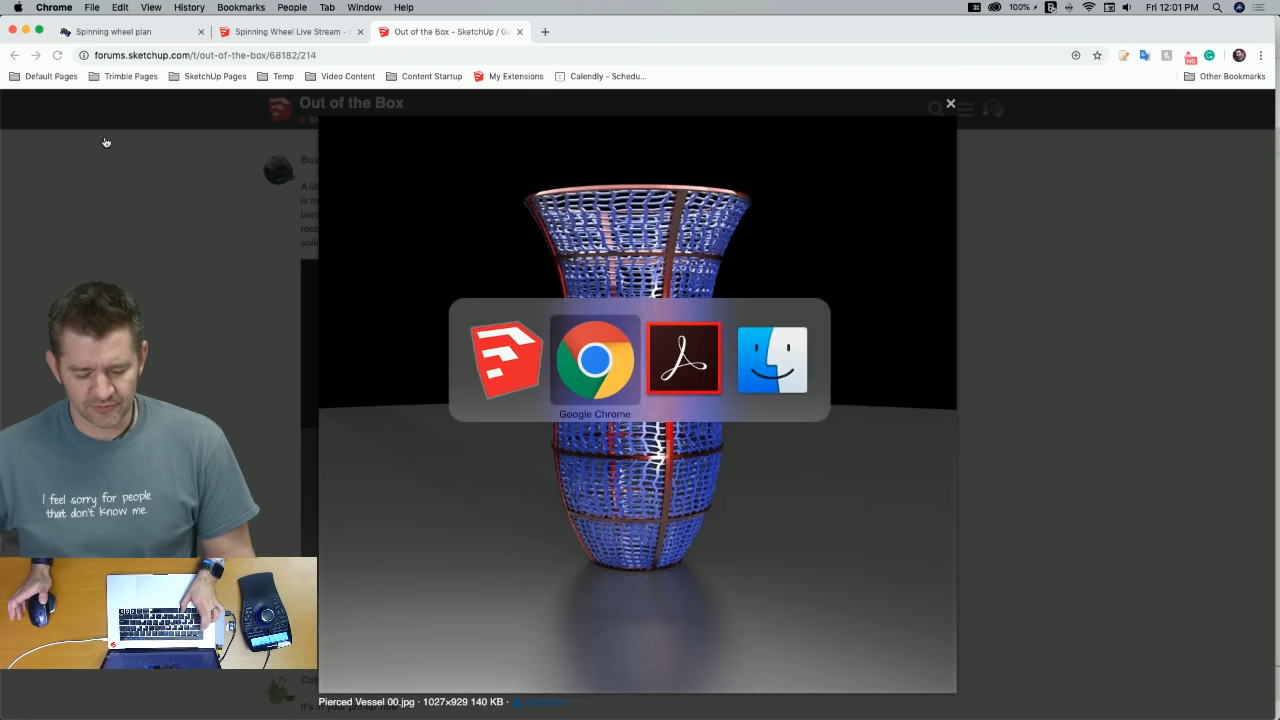 Chrome File Edit View History Bookmarks People Tab Window Help
100% Fri 12:01 PM
Spinning wheel plan
Spinning Wheel Live Stream -
Out of the Box - SketchUp / Ga
forums.sketchup.com/t/out-of-the-box/68182/214
Default Pages Trimble Pages SketchUp Pages Temp Video Content Content Startup My Extensions Calendly - Schedu... Other Bookmarks
Out of the Box
Google Chrome
I feel sorry for people
that don't know me.
Pierced Vessel 00.jpg · 1027×929 140 KB ·